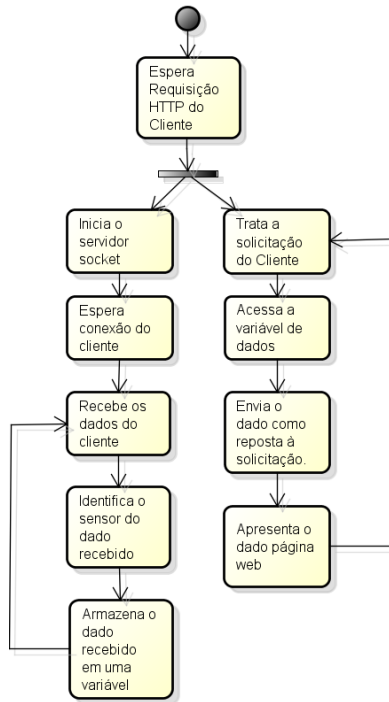 Espera
Requisição
HTTP do
Cliente
Inicia o
servidor
socket
Espera
conexão do
cliente
Recebe os
dados do
cliente
Identifica o
sensor do
dado
recebido
Armazena o
dado
recebido
em uma
variável
Trata a
solicitação
do Cliente
Acessa a
variável de
dados
Envia o
dado como
reposta à
solicitação.
Apresenta o
dado página
web